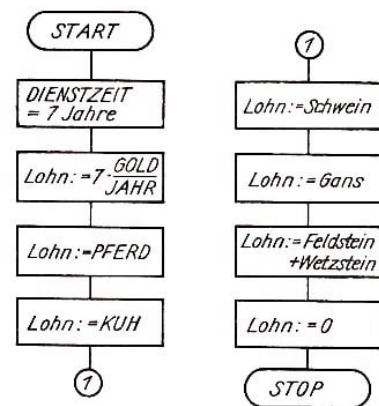 START
DIENSTZEIT
= 7 Jahre
Lohn:=7·GOLD/JAHR
Lohn:=PFERD
Lohn:=KUH
1
1
Lohn:=Schwein
Lohn:=Gans
Lohn:=Feldstein
+Wetzstein
Lohn:=0
STOP